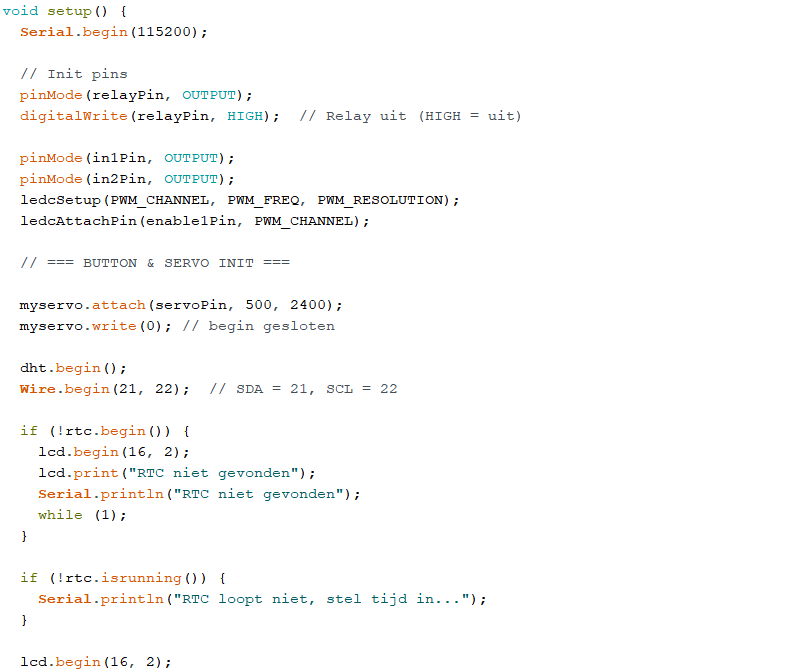 void setup() {
  Serial.begin(115200);

  // Init pins
  pinMode(relayPin, OUTPUT);
  digitalWrite(relayPin, HIGH);  // Relay uit (HIGH = uit)

  pinMode(in1Pin, OUTPUT);
  pinMode(in2Pin, OUTPUT);
  ledcSetup(PWM_CHANNEL, PWM_FREQ, PWM_RESOLUTION);
  ledcAttachPin(enable1Pin, PWM_CHANNEL);

  // === BUTTON & SERVO INIT ===

  myservo.attach(servoPin, 500, 2400);
  myservo.write(0); // begin gesloten

  dht.begin();
  Wire.begin(21, 22);  // SDA = 21, SCL = 22

  if (!rtc.begin()) {
    lcd.begin(16, 2);
    lcd.print("RTC niet gevonden");
    Serial.println("RTC niet gevonden");
    while (1);
  }

  if (!rtc.isrunning()) {
    Serial.println("RTC loopt niet, stel tijd in...");
  }

  lcd.begin(16, 2);